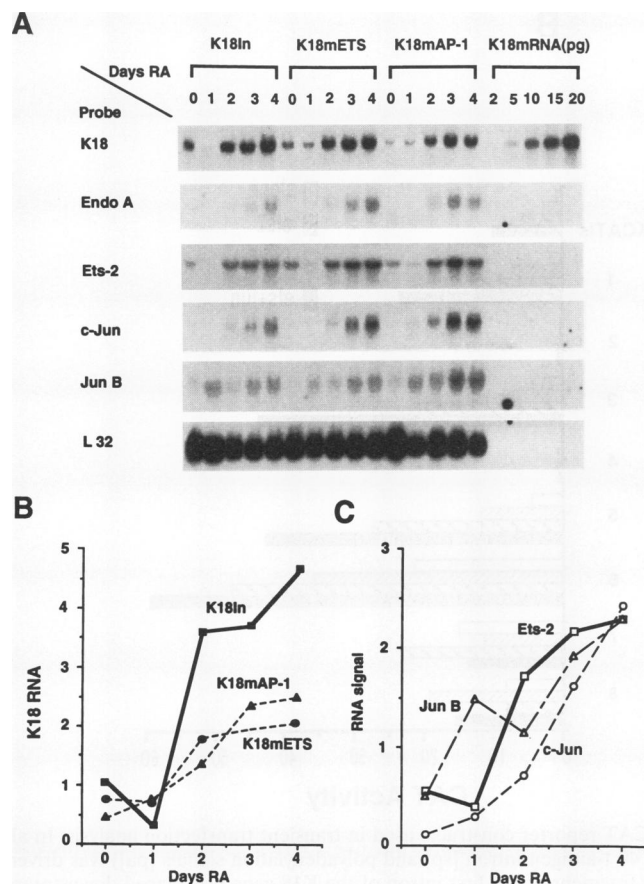 A
K18In K18mETS K18mAP-1 K18mRNA(pg)
Days RA
0 1 2 3 4 0 1 2 3 4 0 1 2 3 4 2 5 10 15 20
Probe
K18
Endo A
Ets-2
c-Jun
Jun B
L 32
B
K18 RNA
5
4
3
2
1
0
K18In
K18mAP-1
K18mETS
0 1 2 3 4
Days RA
C
RNA signal
3
2
1
0
Ets-2
Jun B
c-Jun
0 1 2 3 4
Days RA